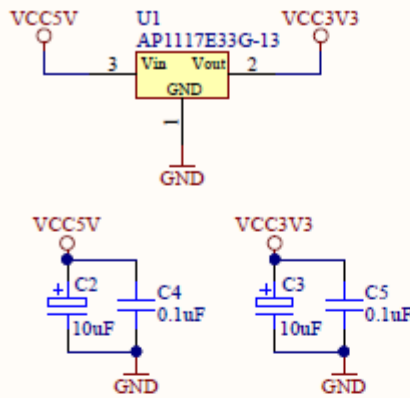 VCC5V U1 VCC3V3
AP1117E33G-13
3 Vin Vout 2
GND
1
GND
VCC5V VCC3V3
+ C2 C4 + C3 C5
10uF 0.1uF 10uF 0.1uF
GND GND